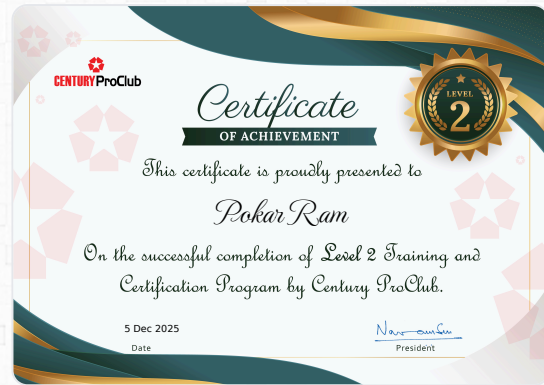 CENTURY ProClub
Certificate
OF ACHIEVEMENT
LEVEL
2
This certificate is proudly presented to
Pokar Ram
On the successful completion of Level 2 Training and
Certification Program by Century ProClub.
5 Dec 2025
Date
President